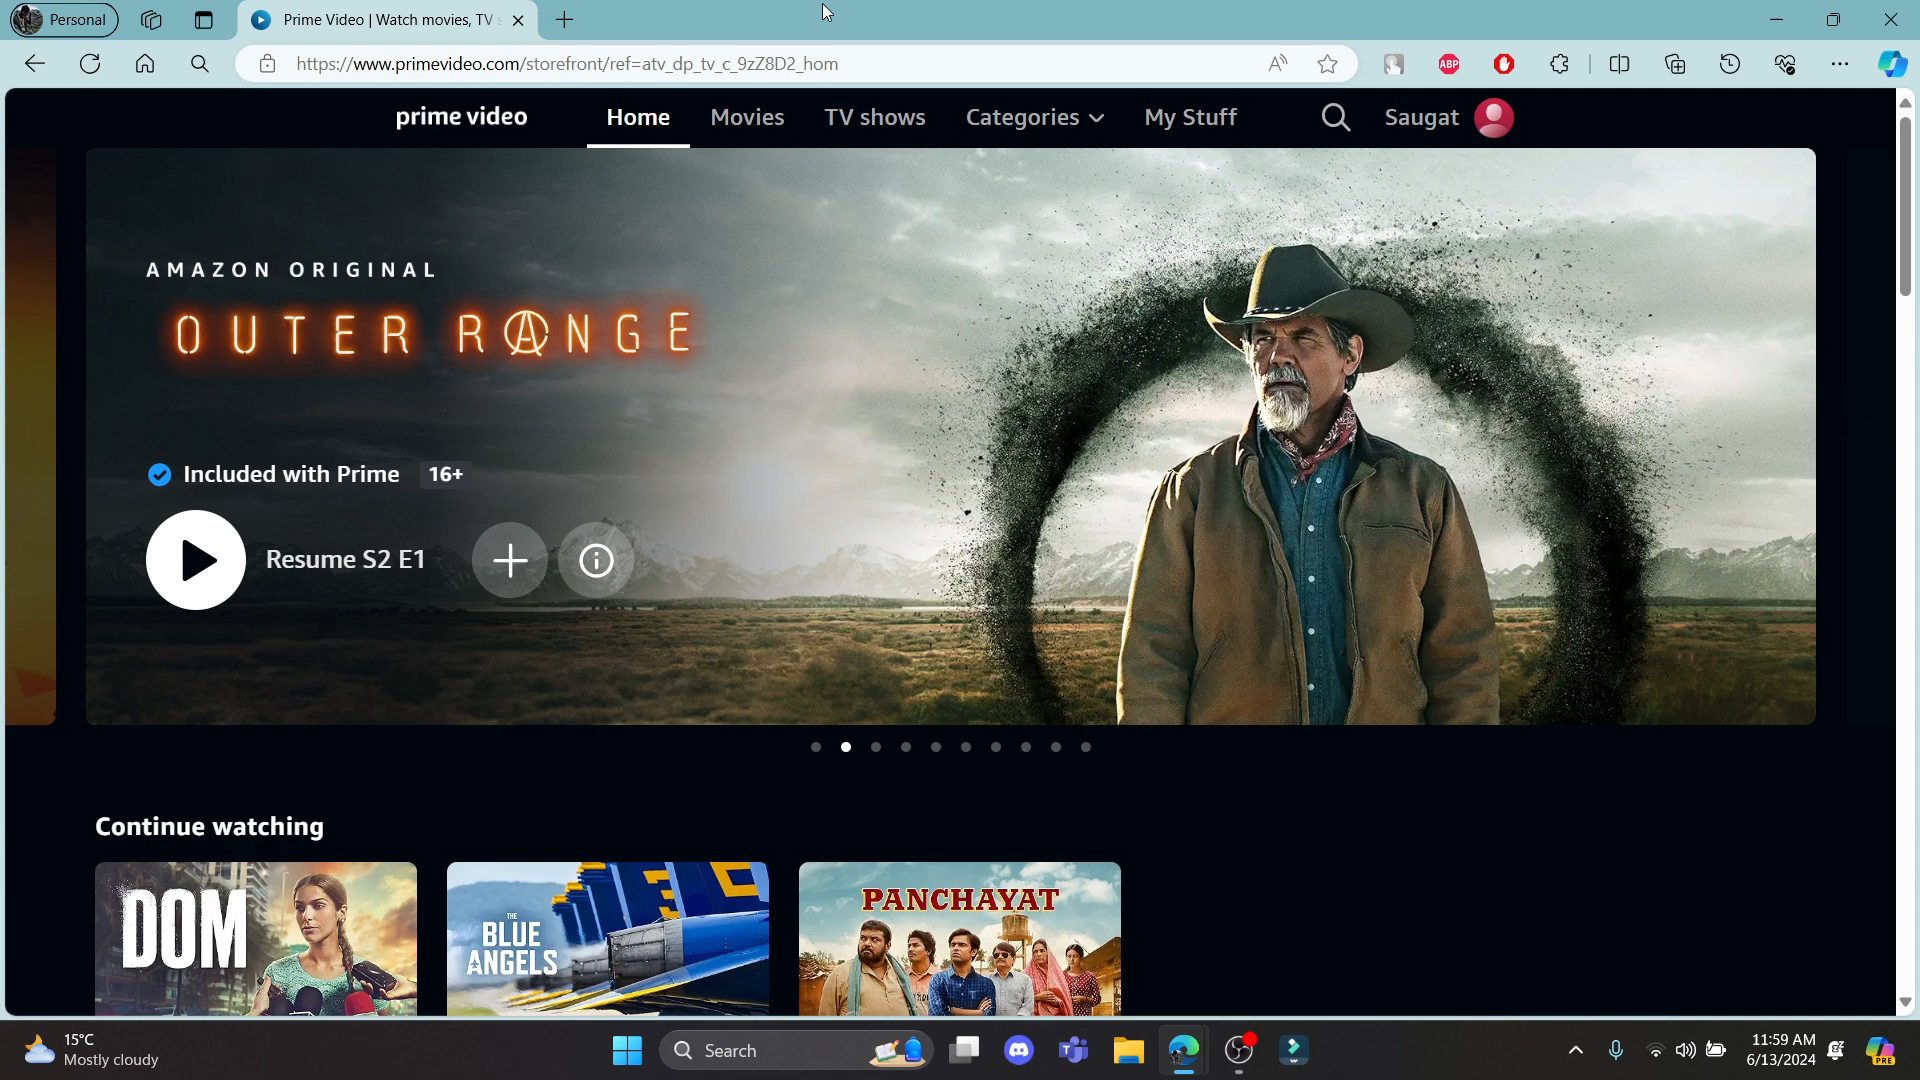 Personal
Prime Video | Watch movies, TV s
https://www.primevideo.com/storefront/ref=atv_dp_tv_c_9zZ8D2_hom
ABP
prime video
Home
Movies
TV shows
Categories
My Stuff
Saugat
AMAZON ORIGINAL
OUTER RANGE
Included with Prime 16+
Resume S2 E1
Continue watching
DOM
THE
BLUE
ANGELS
PANCHAYAT
15°C
Mostly cloudy
Search
11:59 AM
6/13/2024
PRE